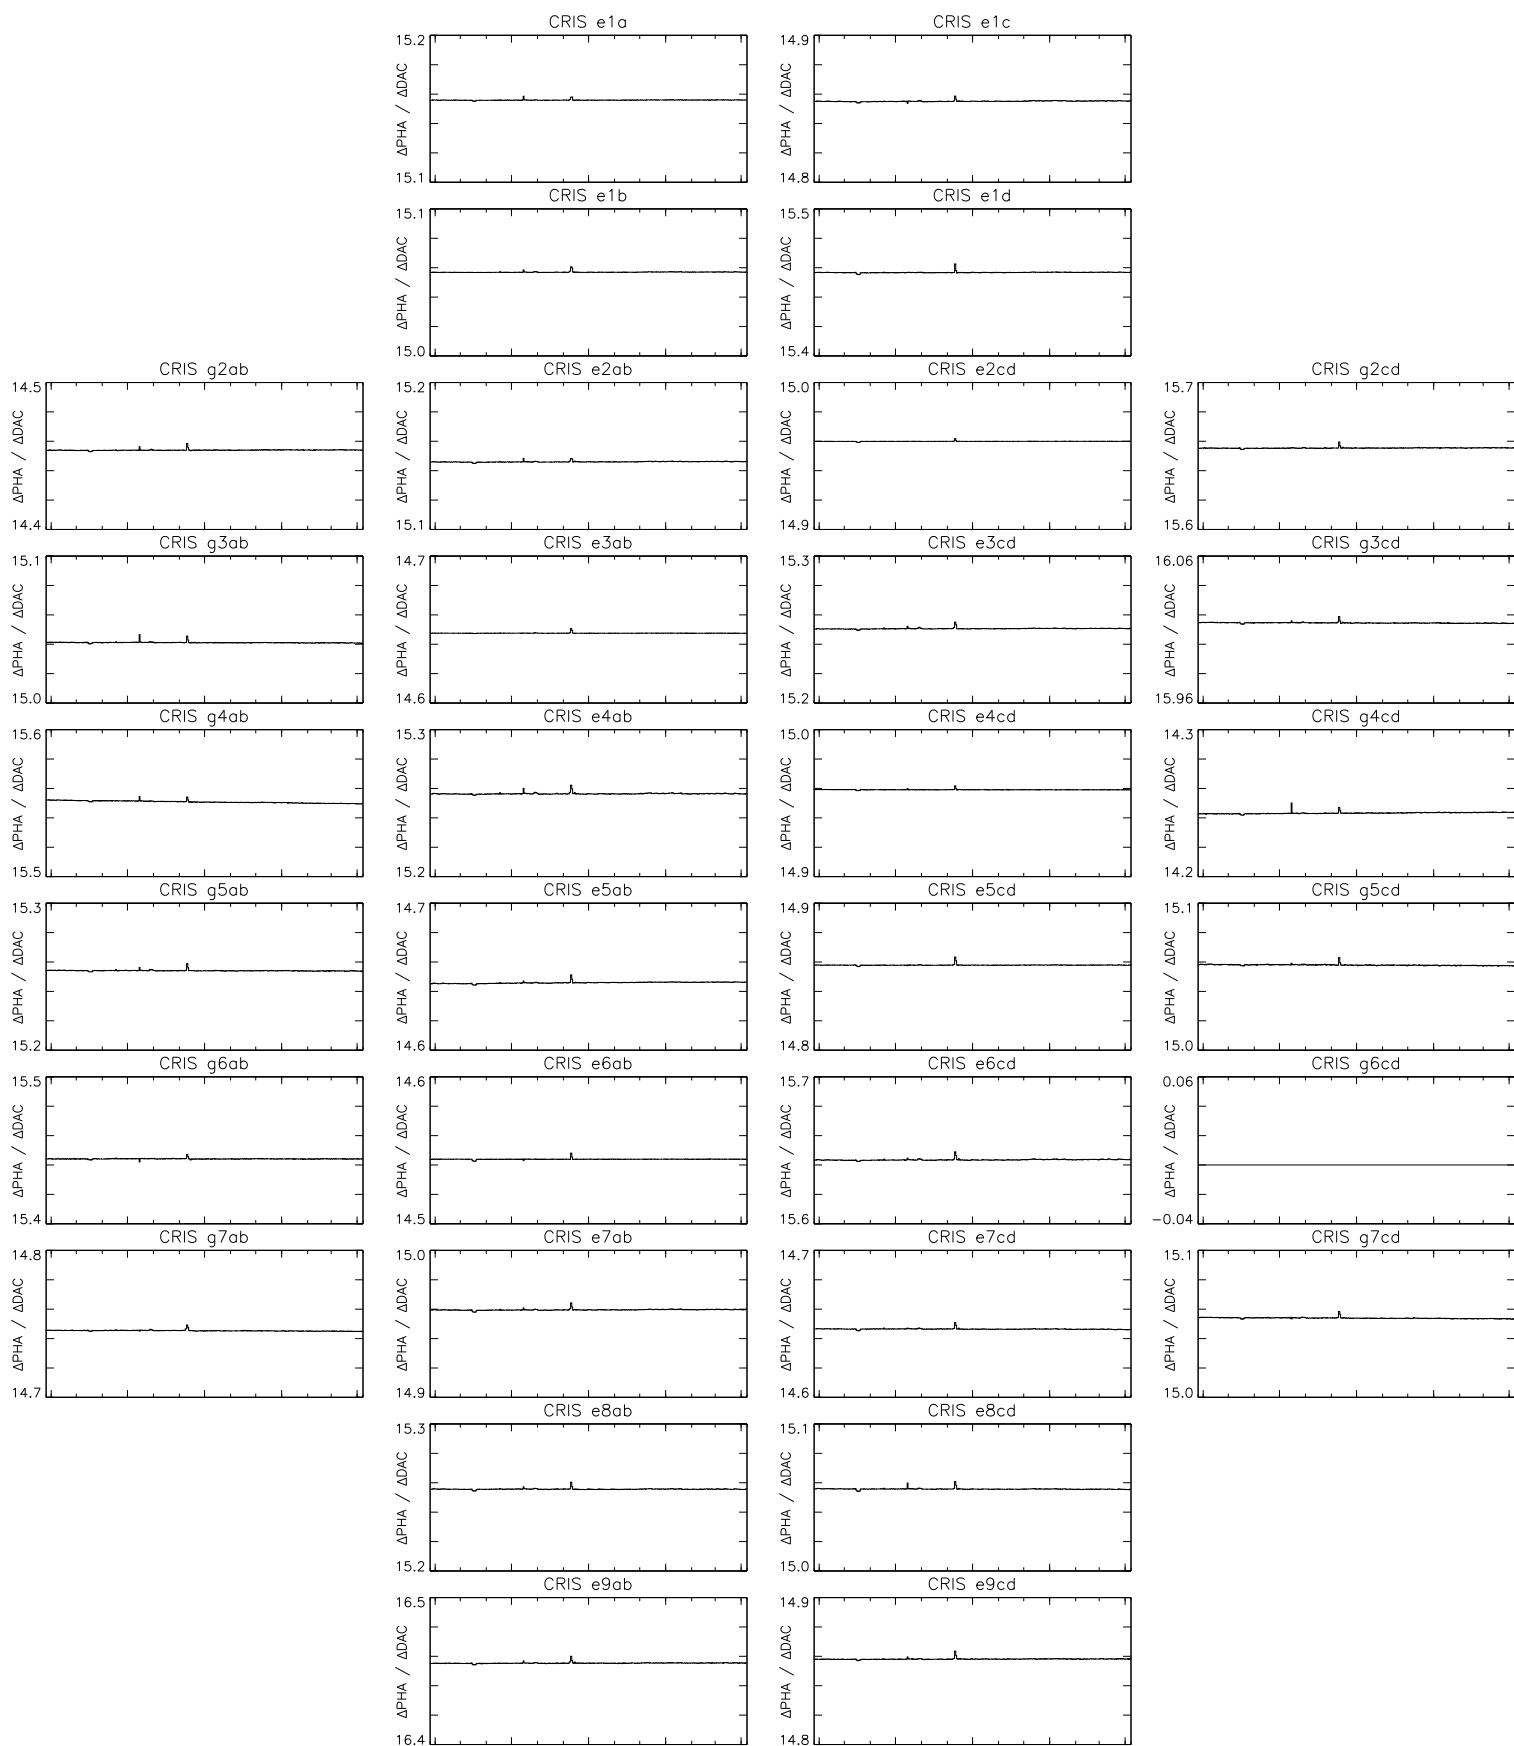 CRIS e1a
15.2
ΔPHA / ΔDAC
15.1
CRIS e1c
14.9
ΔPHA / ΔDAC
14.8
CRIS e1b
15.1
ΔPHA / ΔDAC
15.0
CRIS e1d
15.5
ΔPHA / ΔDAC
15.4
CRIS g2ab
14.5
ΔPHA / ΔDAC
14.4
CRIS e2ab
15.2
ΔPHA / ΔDAC
15.1
CRIS e2cd
15.0
ΔPHA / ΔDAC
14.9
CRIS g2cd
15.7
ΔPHA / ΔDAC
15.6
CRIS g3ab
15.1
ΔPHA / ΔDAC
15.0
CRIS e3ab
14.7
ΔPHA / ΔDAC
14.6
CRIS e3cd
15.3
ΔPHA / ΔDAC
15.2
CRIS g3cd
16.06
ΔPHA / ΔDAC
15.96
CRIS g4ab
15.6
ΔPHA / ΔDAC
15.5
CRIS e4ab
15.3
ΔPHA / ΔDAC
15.2
CRIS e4cd
15.0
ΔPHA / ΔDAC
14.9
CRIS g4cd
14.3
ΔPHA / ΔDAC
14.2
CRIS g5ab
15.3
ΔPHA / ΔDAC
15.2
CRIS e5ab
14.7
ΔPHA / ΔDAC
14.6
CRIS e5cd
14.9
ΔPHA / ΔDAC
14.8
CRIS g5cd
15.1
ΔPHA / ΔDAC
15.0
CRIS g6ab
15.5
ΔPHA / ΔDAC
15.4
CRIS e6ab
14.6
ΔPHA / ΔDAC
14.5
CRIS e6cd
15.7
ΔPHA / ΔDAC
15.6
CRIS g6cd
0.06
ΔPHA / ΔDAC
−0.04
CRIS g7ab
14.8
ΔPHA / ΔDAC
14.7
CRIS e7ab
15.0
ΔPHA / ΔDAC
14.9
CRIS e7cd
14.7
ΔPHA / ΔDAC
14.6
CRIS g7cd
15.1
ΔPHA / ΔDAC
15.0
CRIS e8ab
15.3
ΔPHA / ΔDAC
15.2
CRIS e8cd
15.1
ΔPHA / ΔDAC
15.0
CRIS e9ab
16.5
ΔPHA / ΔDAC
16.4
CRIS e9cd
14.9
ΔPHA / ΔDAC
14.8